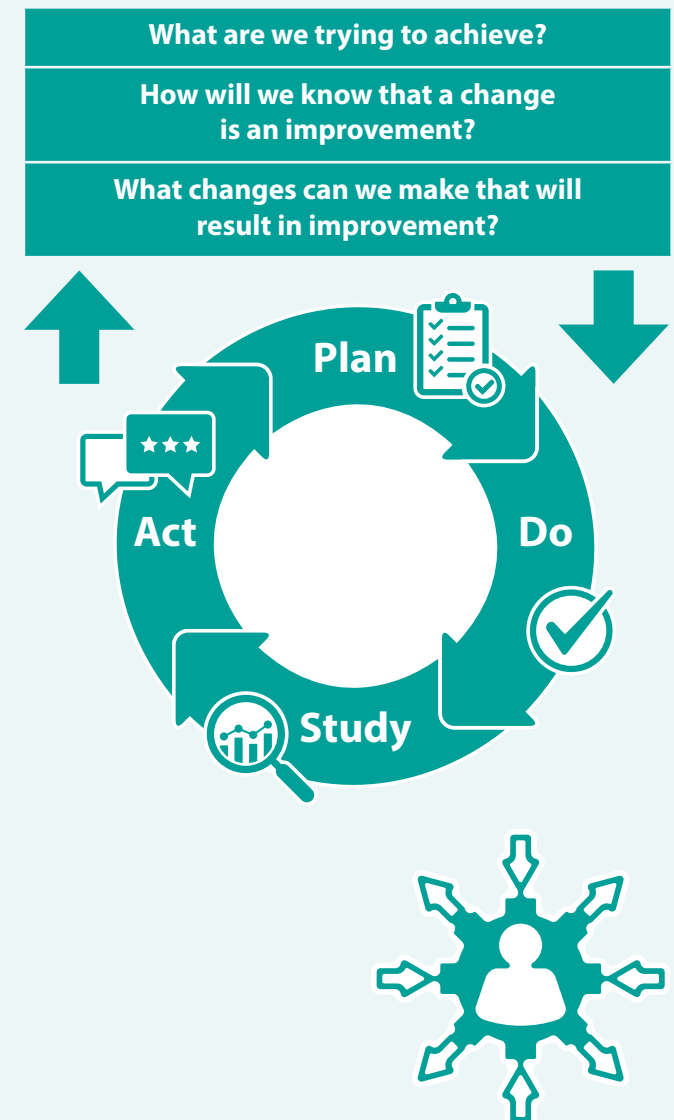 What are we trying to achieve?
How will we know that a change
is an improvement?
What changes can we make that will
result in improvement?
Plan
Act
Do
Study